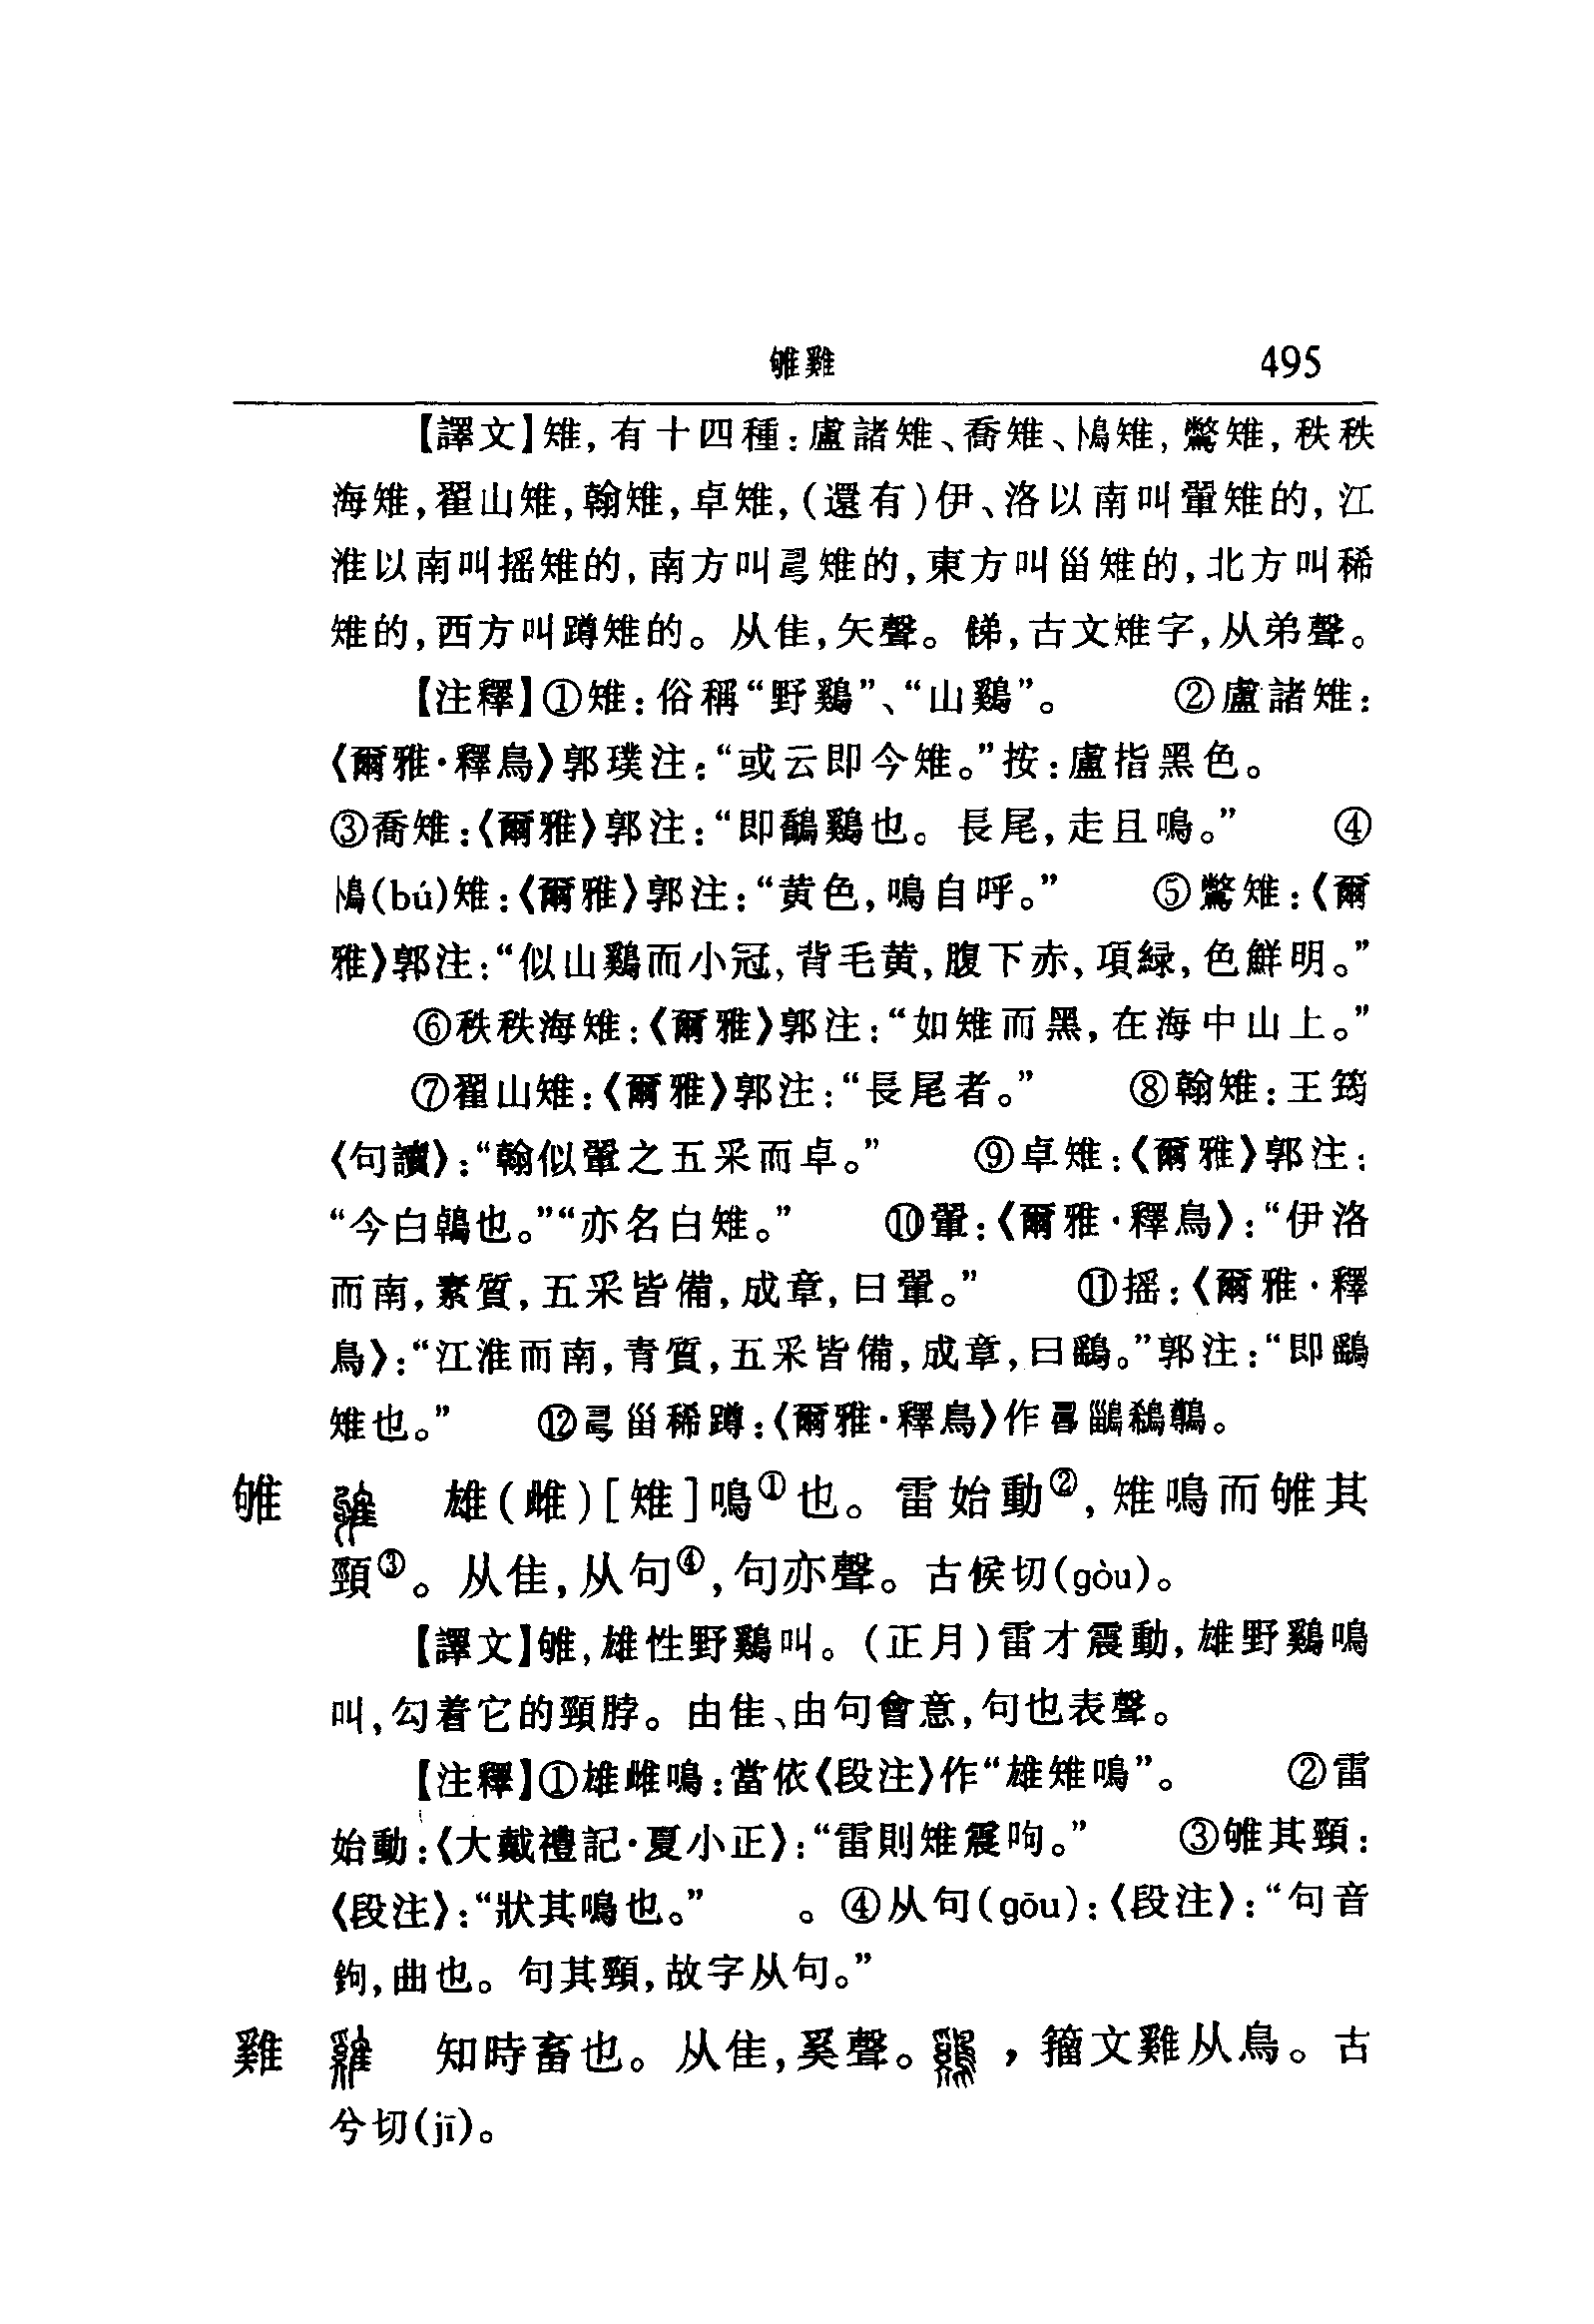 雊雞 495
【譯文】雉,有十四種:盧諸雉、喬雉、鳪雉,鷩雉,秩秩
海雉,翟山雉,翰雉,卓雉,(還有)伊、洛以南叫翬雉的,江
淮以南叫摇雉的,南方叫𢏚雉的,東方叫甾雉的,北方叫稀
雉的,西方叫蹲雉的。从隹,矢聲。䬾,古文雉字,从弟聲。
【注釋】①雉:俗稱“野鷄”、“山鷄”。 ②盧諸雉:
《爾雅·釋鳥》郭璞注:“或云即今雉。”按:盧指黑色。
③喬雉:《爾雅》郭注:“即鷮鷄也。長尾,走且鳴。” ④
鳪(bú)雉:《爾雅》郭注:“黄色,鳴自呼。” ⑤鷩雉:《爾
雅》郭注:“似山鷄而小冠,背毛黄,腹下赤,項緑,色鮮明。”
⑥秩秩海雉:《爾雅》郭注:“如雉而黑,在海中山上。”
⑦翟山雉:《爾雅》郭注:“長尾者。” ⑧翰雉:王筠
《句讀》:“翰似翬之五采而卓。” ⑨卓雉:《爾雅》郭注:
“今白鵫也。”“亦名白雉。” ⑩翬:《爾雅·釋鳥》:“伊洛
而南,素質,五采皆備,成章,曰翬。” ⑪摇:《爾雅·釋
鳥》:“江淮而南,青質,五采皆備,成章,曰鷂。”郭注:“即鷂
雉也。” ⑫𢏚甾稀蹲:《爾雅·釋鳥》作鶅鵗鷷。
雊 雄(雌)[雉]鳴①也。雷始動②,雉鳴而雊其
頸③。从隹,从句④,句亦聲。古候切(gòu)。
【譯文】雊,雄性野鷄叫。(正月)雷才震動,雄野鷄鳴
叫,勾着它的頸脖。由隹、由句會意,句也表聲。
【注釋】①雄雌鳴:當依《段注》作“雄雉鳴”。 ②雷
始動:《大戴禮記·夏小正》:“雷則雉震呴。” ③雊其頸:
《段注》:“狀其鳴也。” 。④从句(gōu):《段注》:“句音
鉤,曲也。句其頸,故字从句。”
雞 知時畜也。从隹,奚聲。鷄,籀文雞从鳥。古
兮切(jī)。